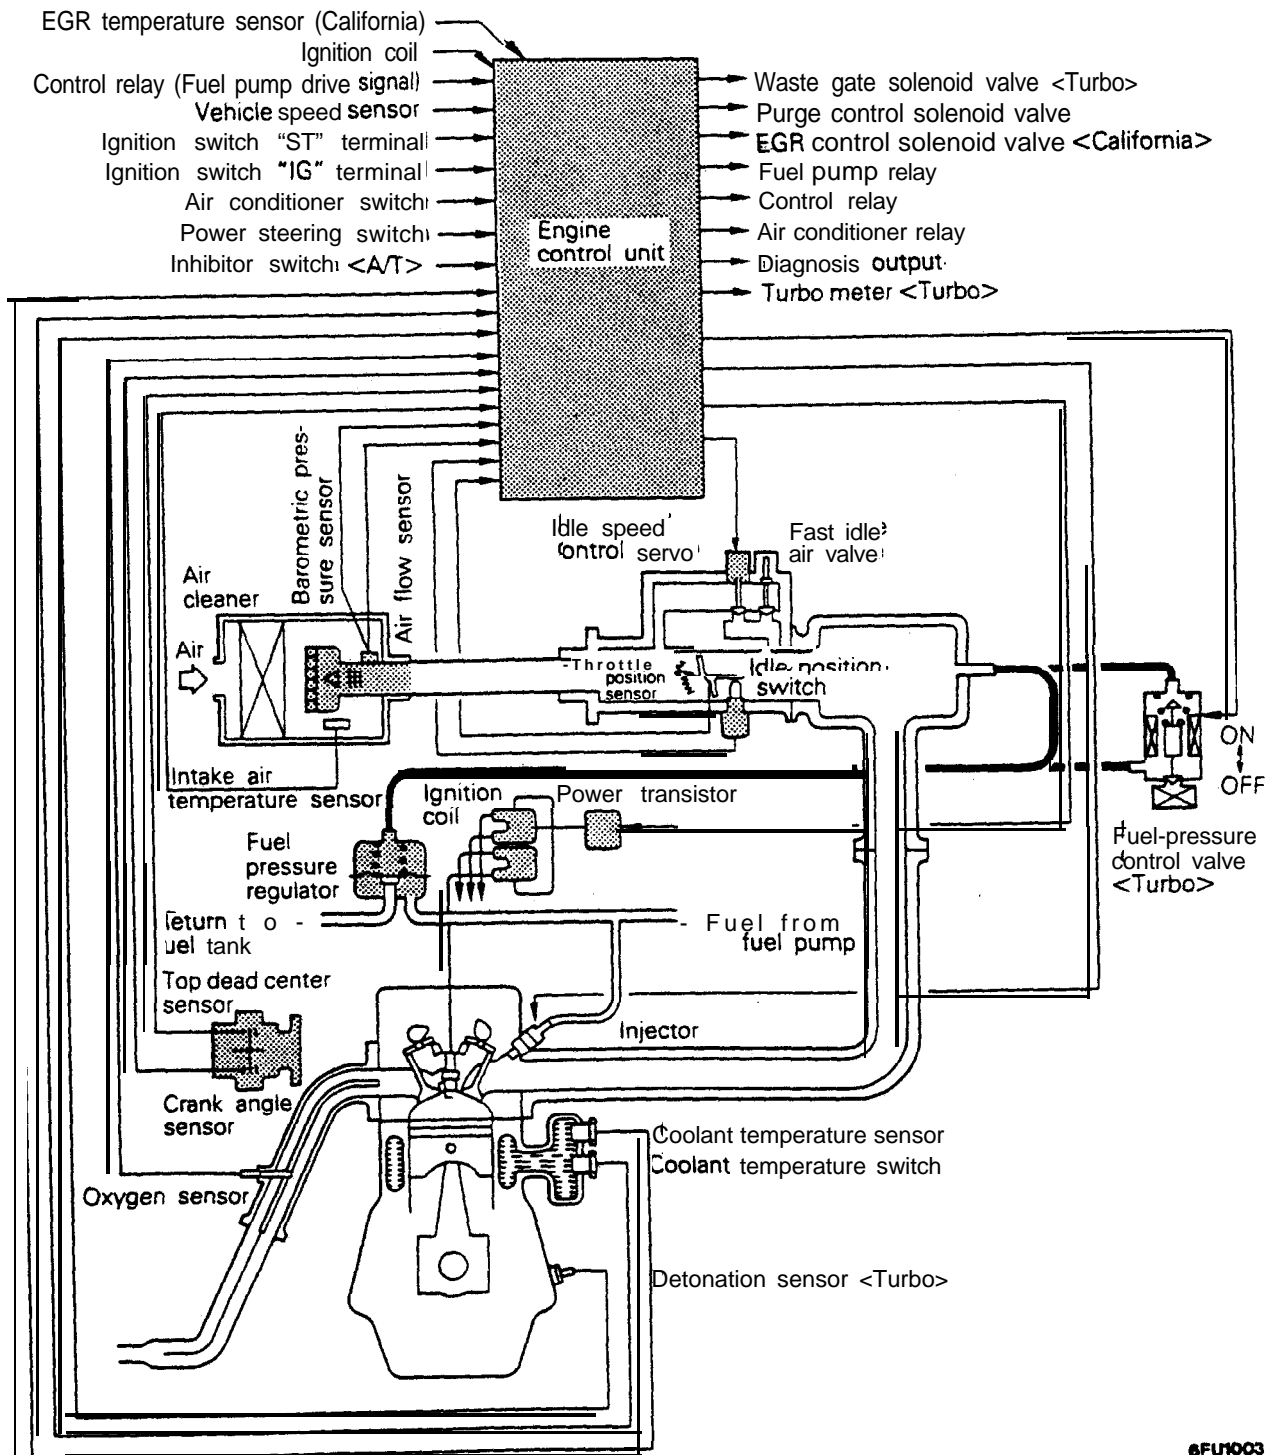 EGR temperature sensor (California)
Ignition coil
Control relay (Fuel pump drive signal)
Vehicle speed sensor
Ignition switch "ST" terminal
Ignition switch "IG" terminal
Air conditioner switch
Power steering switch
Inhibitor switch <A/T>
Engine
control unit
Waste gate solenoid valve <Turbo>
Purge control solenoid valve
EGR control solenoid valve <California>
Fuel pump relay
Control relay
Air conditioner relay
Diagnosis output
Turbo meter <Turbo>
Barometric pres-
sure sensor
Air flow sensor
Idle speed
ontrol servo
Fast idle
air valve
Air
cleaner
Air
-Throttle
position
sensor
Idle position
switch
ON
OFF
Intake air
temperature sensor
Ignition
coil
Power transistor
Fuel
pressure
regulator
Fuel-pressure
control valve
<Turbo>
eturn to -
uel tank
- Fuel from
fuel pump
Top dead center
sensor
Injector
Crank angle
sensor
Coolant temperature sensor
Coolant temperature switch
Oxygen sensor
Detonation sensor <Turbo>
6FU1003